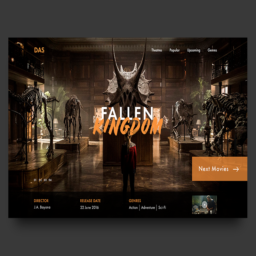 DAS
Theatre Popular Upcoming Genres
FALLEN
KINGDOM
Next Movies
DIRECTOR
J.A. Bayona
RELEASE DATE
22 June 2018
GENRES
Action | Adventure | Sci-Fi